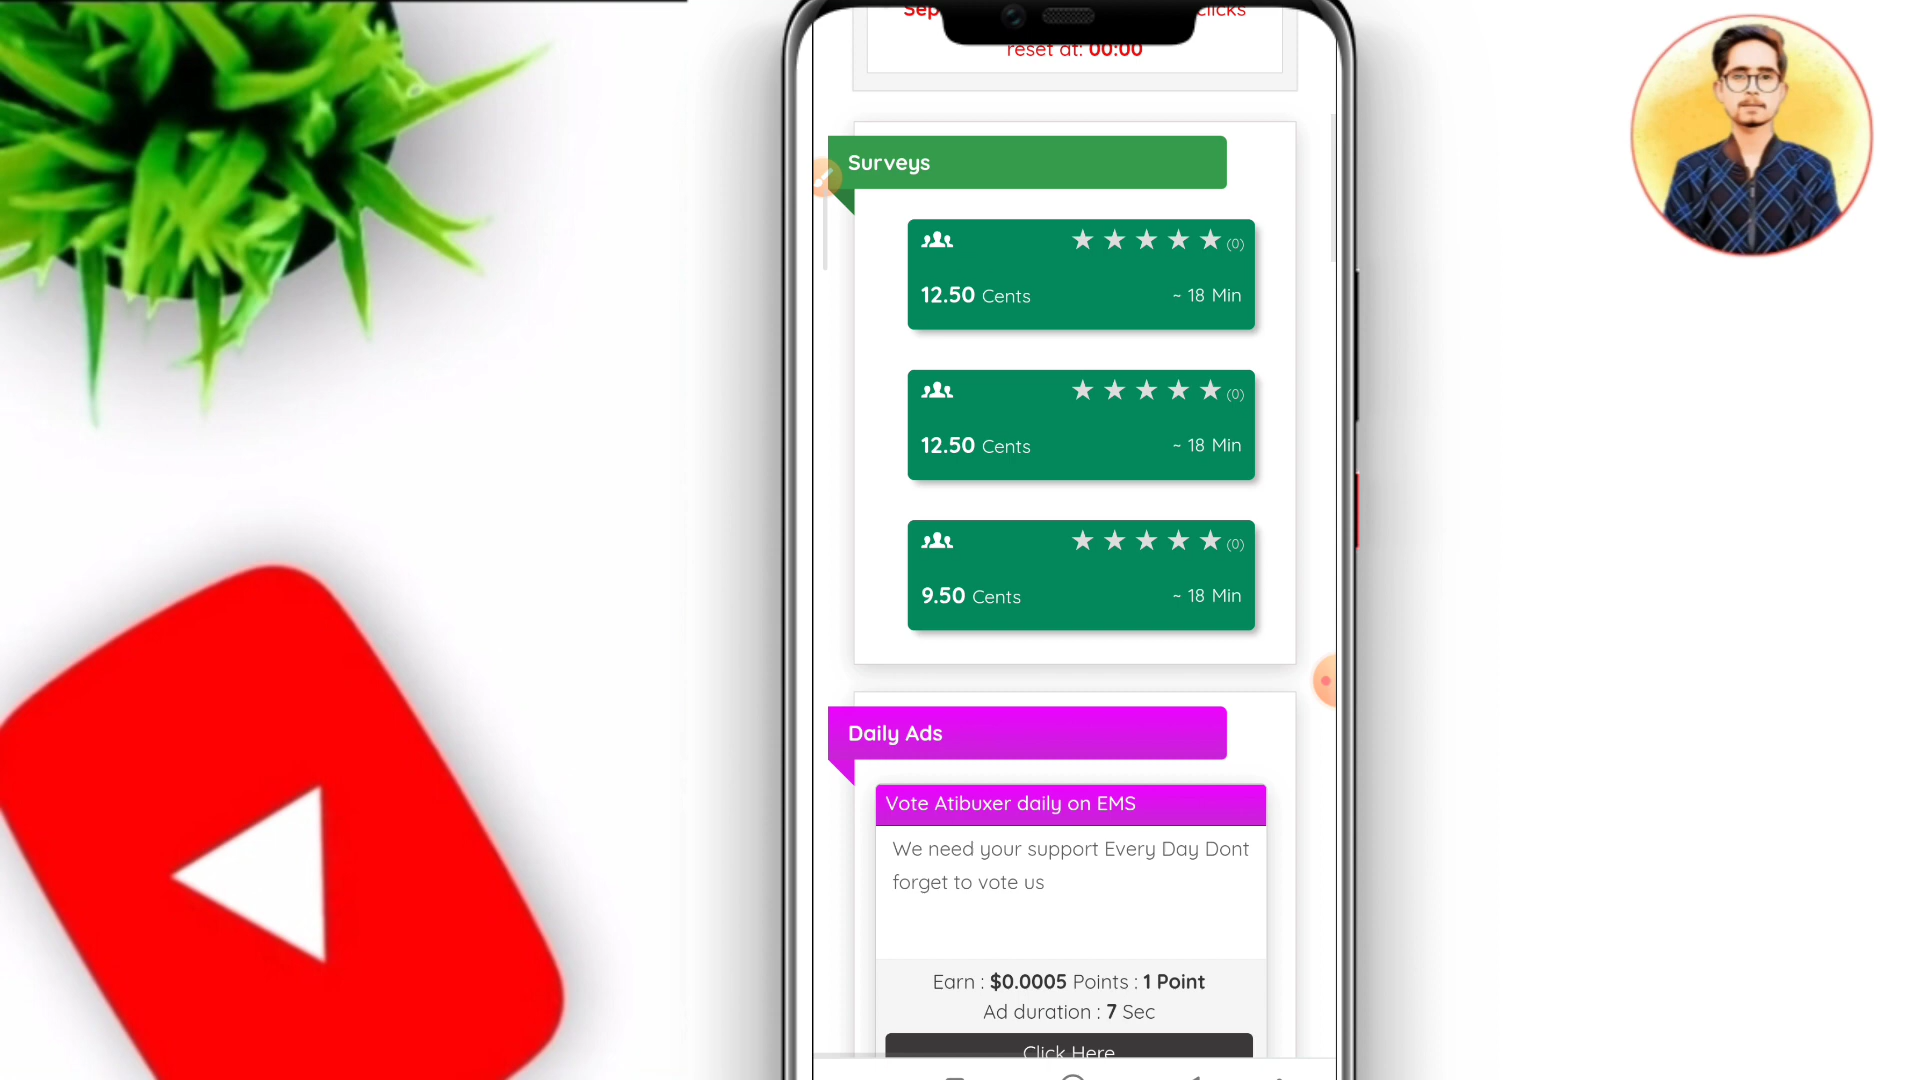 Sep
clicks
reset at: 00:00
Surveys
(0)
12.50 Cents ~ 18 Min
(0)
12.50 Cents ~ 18 Min
(0)
9.50 Cents ~ 18 Min
Daily Ads
Vote Atibuxer daily on EMS
We need your support Every Day Dont
forget to vote us
Earn : $0.0005 Points : 1 Point
Ad duration : 7 Sec
Click Here